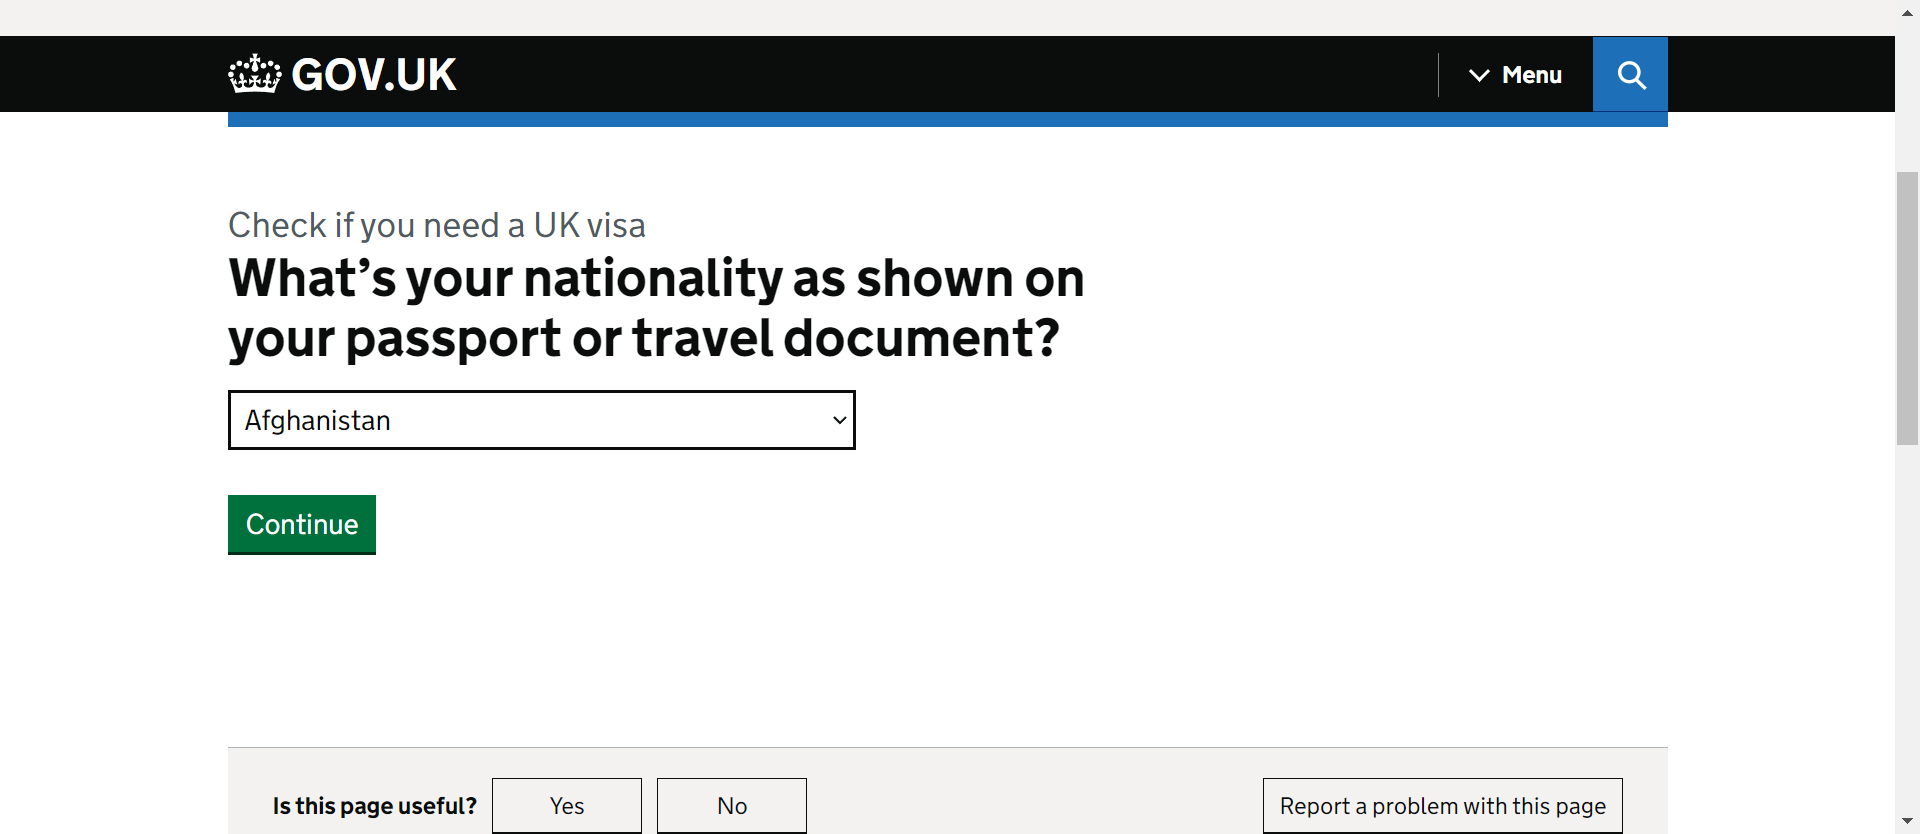 GOV.UK
Menu
Check if you need a UK visa
What’s your nationality as shown on
your passport or travel document?
Afghanistan
Continue
Is this page useful?
Yes
No
Report a problem with this page